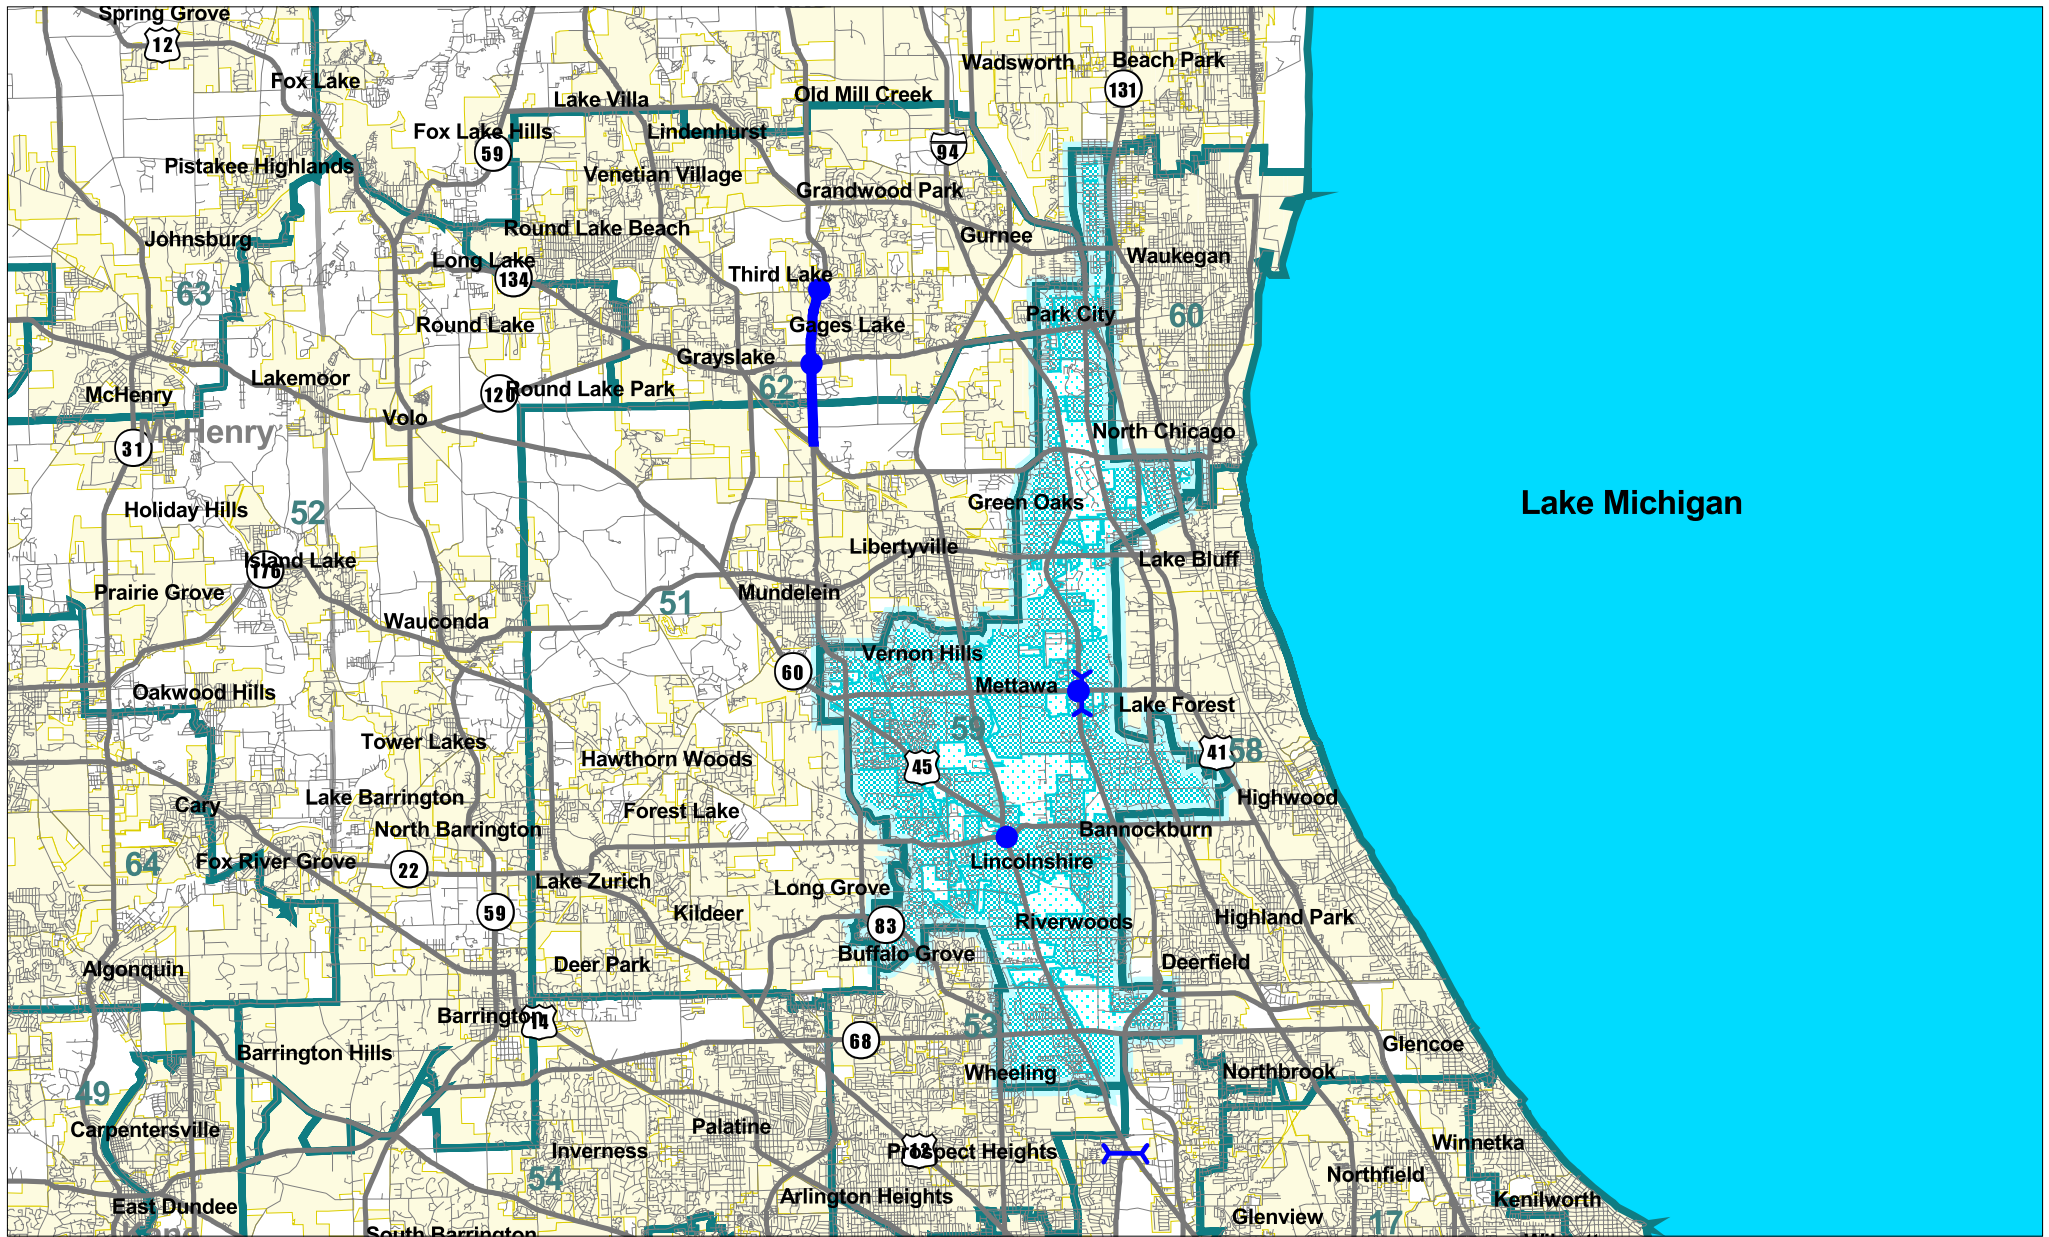 Spring Grove
12
Fox Lake
Wadsworth
Beach Park
131
Lake Villa
Old Mill Creek
Fox Lake Hills
59
Lindenhurst
94
Pistakee Highlands
Venetian Village
Grandwood Park
Johnsburg
Round Lake Beach
Gurnee
Waukegan
Long Lake
134
Third Lake
63
Round Lake
Gages Lake
Park City
60
Grayslake
Lakemoor
McHenry
120
Round Lake Park
62
Volo
McHenry
31
North Chicago
Holiday Hills
52
Green Oaks
Lake Michigan
Island Lake
176
Libertyville
Lake Bluff
Prairie Grove
Mundelein
51
Wauconda
Vernon Hills
60
Mettawa
Oakwood Hills
Lake Forest
59
Tower Lakes
Hawthorn Woods
45
41
58
Cary
Lake Barrington
Forest Lake
Highwood
North Barrington
Bannockburn
64
Fox River Grove
22
Lincolnshire
Lake Zurich
Long Grove
59
Kildeer
83
Riverwoods
Highland Park
Buffalo Grove
Algonquin
Deer Park
Deerfield
Barrington
14
53
68
Glencoe
Barrington Hills
Wheeling
Northbrook
49
Carpentersville
Palatine
Winnetka
Inverness
12
Prospect Heights
54
Northfield
Arlington Heights
Kenilworth
East Dundee
Glenview
17
South Barrington